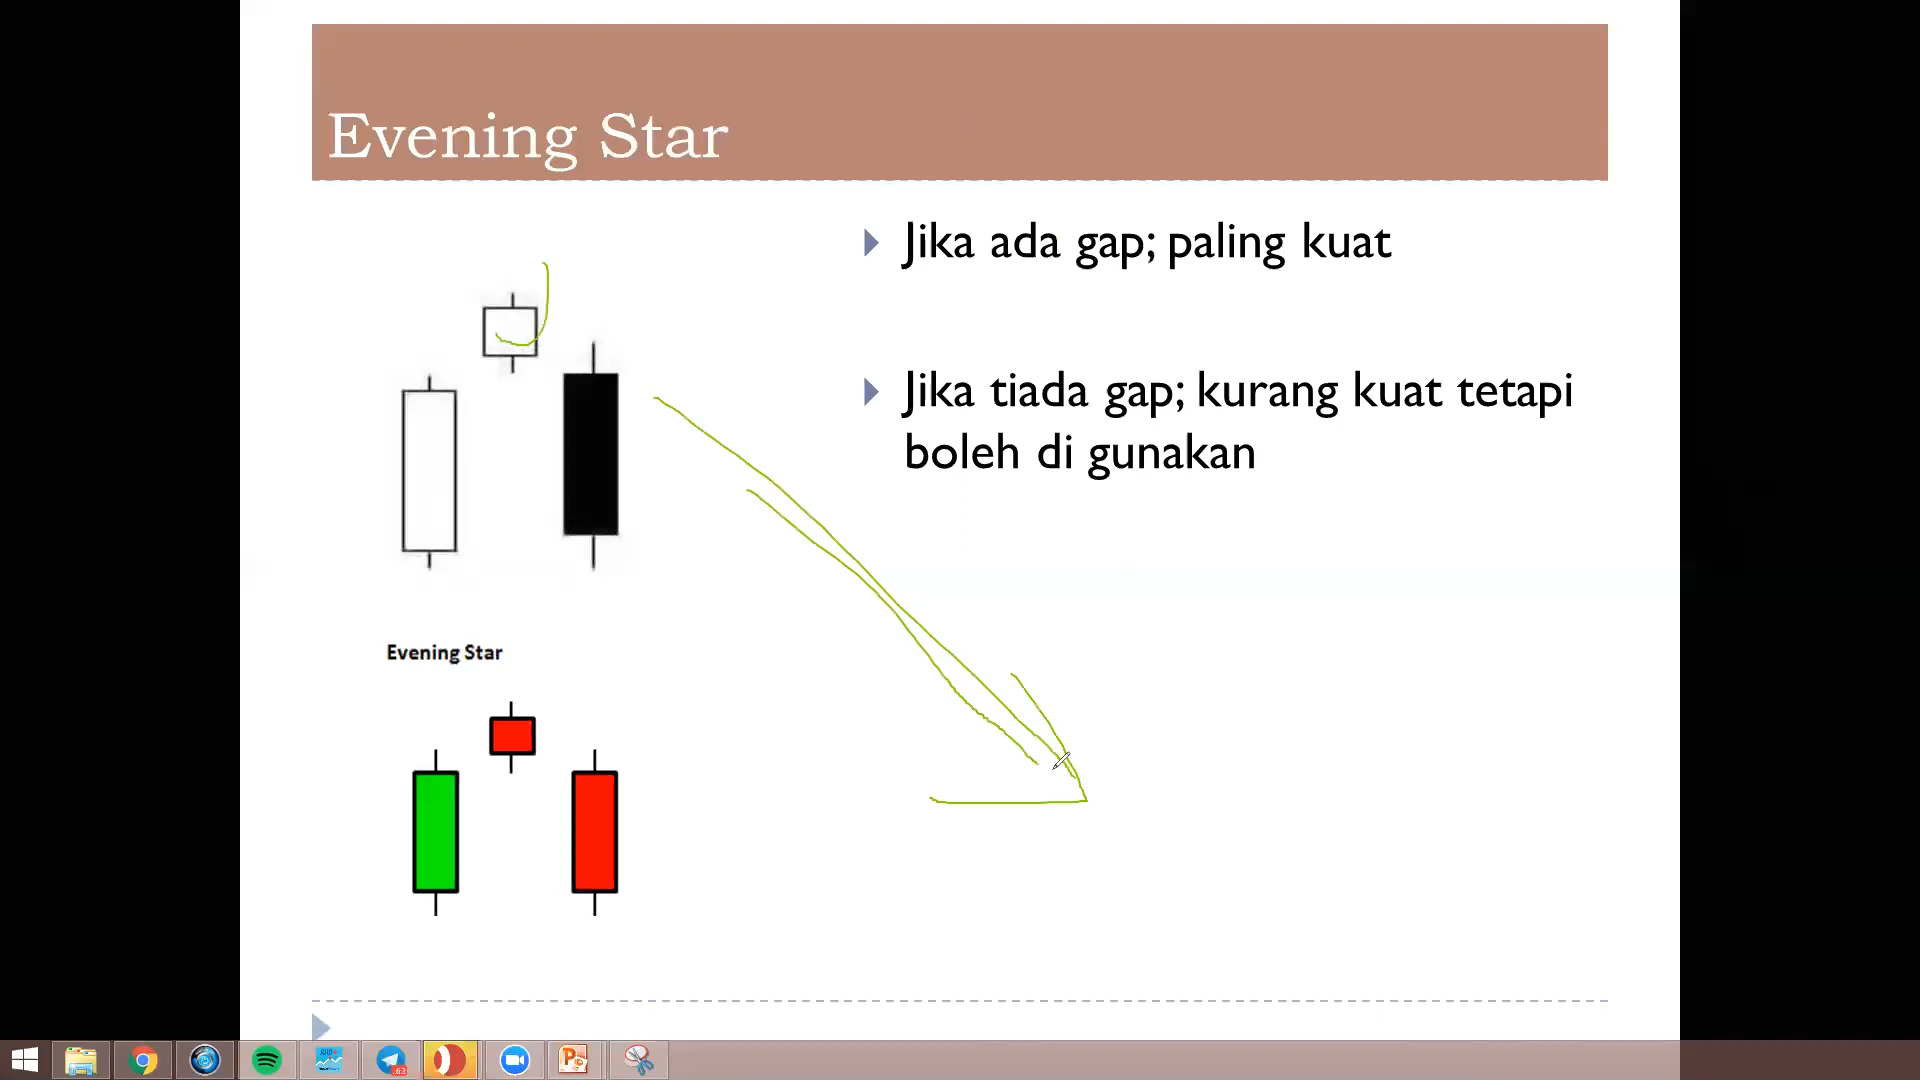 Evening Star
Jika ada gap; paling kuat
Jika tiada gap; kurang kuat tetapi
boleh di gunakan
Evening Star